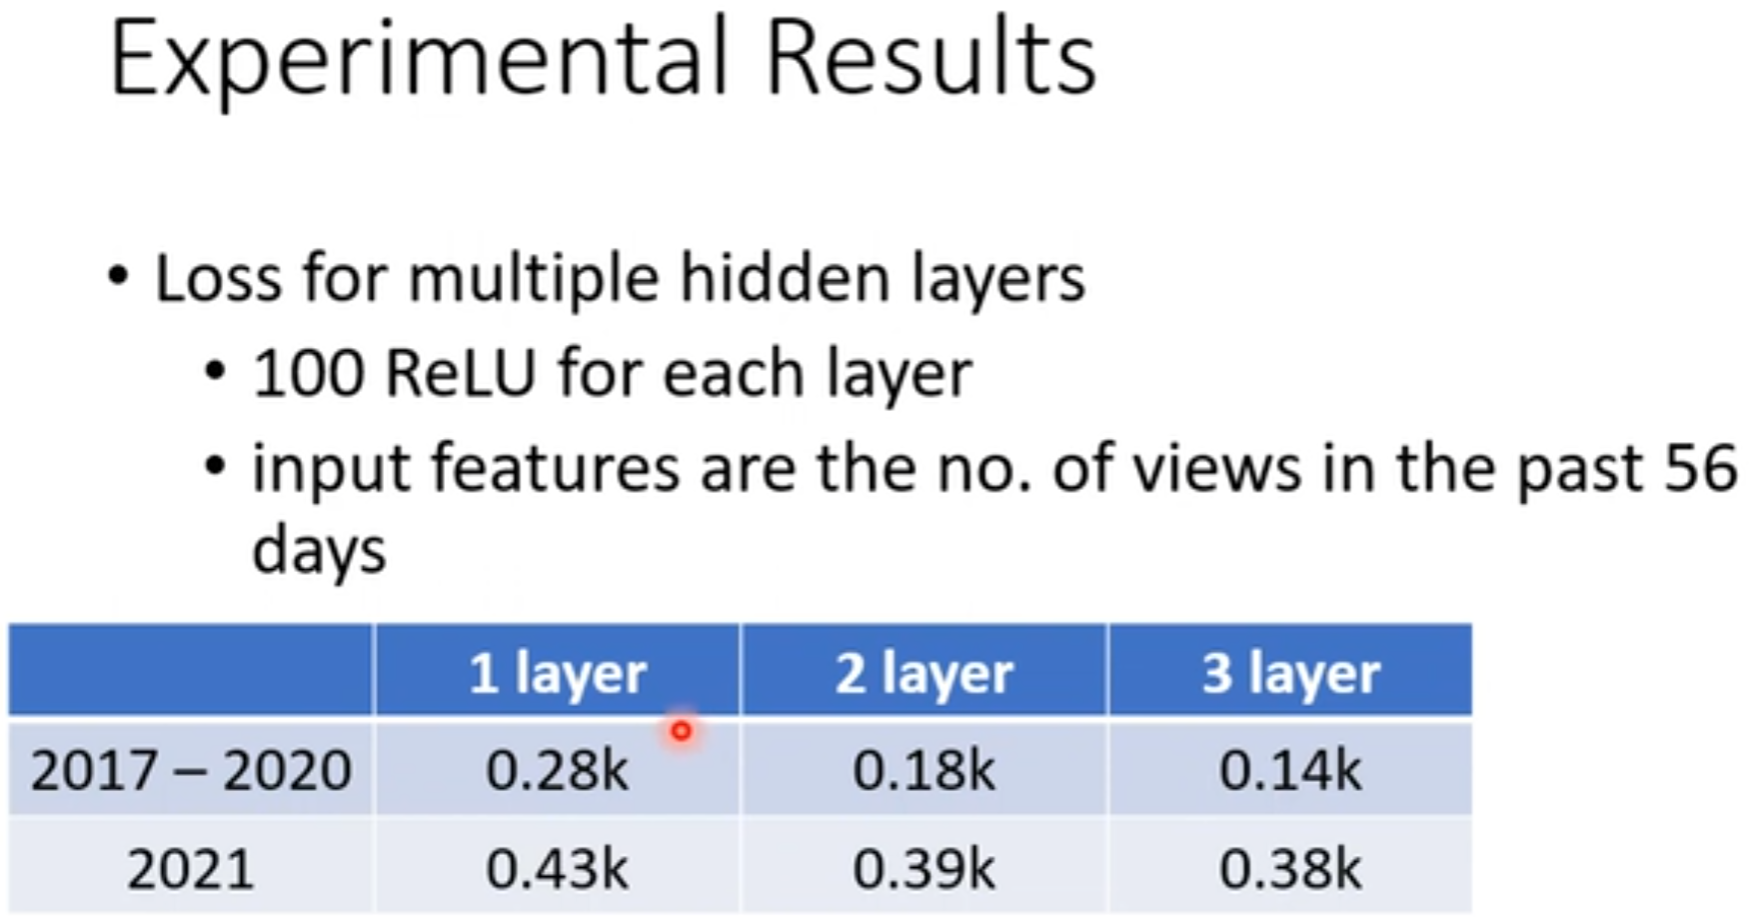 Experimental Results
• Loss for multiple hidden layers
• 100 ReLU for each layer
• input features are the no. of views in the past 56
days
1 layer 2 layer 3 layer
2017 – 2020 0.28k 0.18k 0.14k
2021 0.43k 0.39k 0.38k